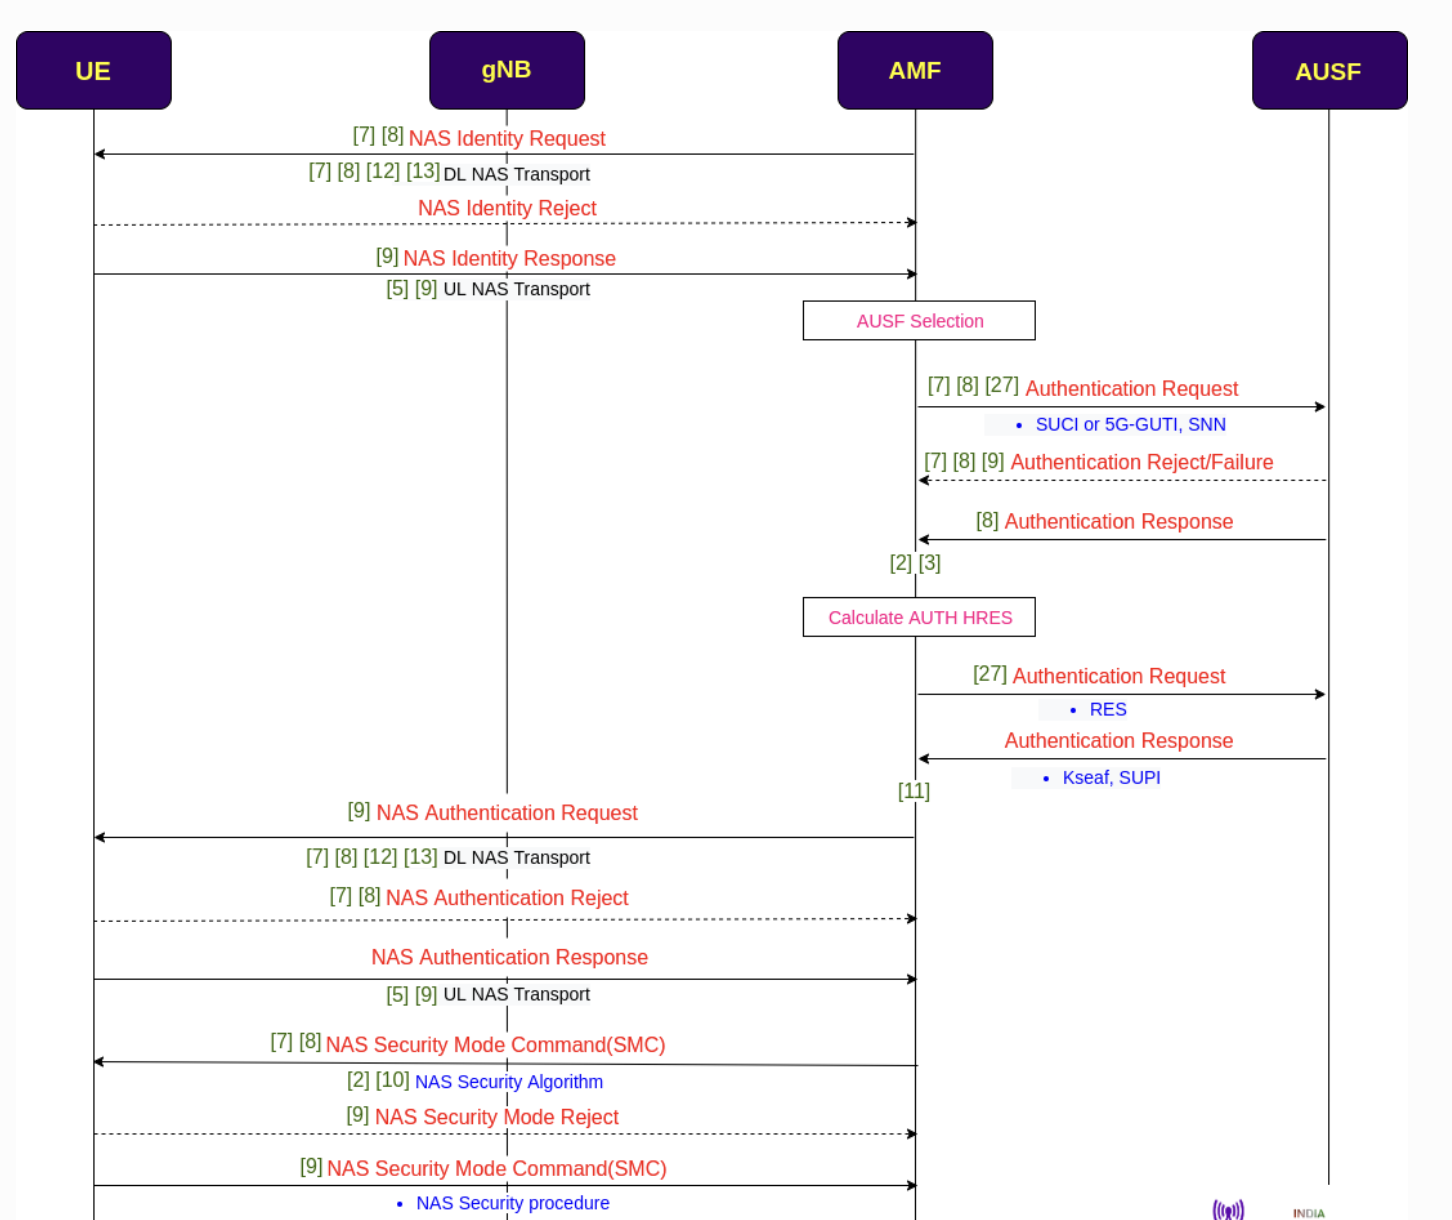 UE
gNB
AMF
AUSF
[7] [8] NAS Identity Request
[7] [8] [12] [13] DL NAS Transport
NAS Identity Reject
[9] NAS Identity Response
[5] [9] UL NAS Transport
AUSF Selection
[7] [8] [27] Authentication Request
• SUCI or 5G-GUTI, SNN
[7] [8] [9] Authentication Reject/Failure
[8] Authentication Response
[2] [3]
Calculate AUTH HRES
[27] Authentication Request
• RES
Authentication Response
• Kseaf, SUPI
[11]
[9] NAS Authentication Request
[7] [8] [12] [13] DL NAS Transport
[7] [8] NAS Authentication Reject
NAS Authentication Response
[5] [9] UL NAS Transport
[7] [8] NAS Security Mode Command(SMC)
[2] [10] NAS Security Algorithm
[9] NAS Security Mode Reject
[9] NAS Security Mode Command(SMC)
• NAS Security procedure
INDIA